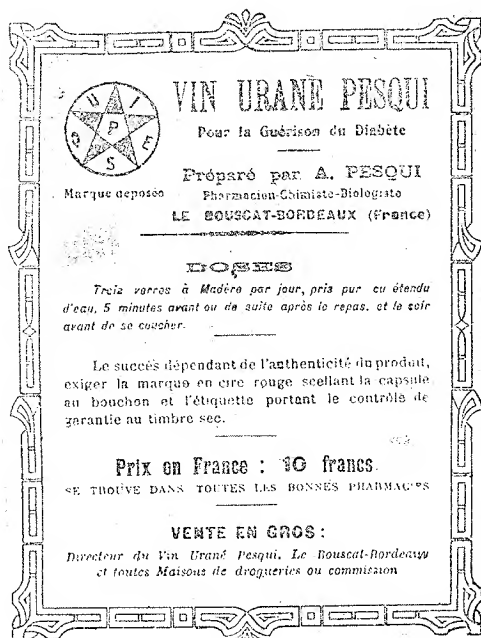 U I E S Q
P
VIN URANÉ PESQUI
Pour la Guérison du Diabète
Préparé par A. PESQUI
Marque déposée
Pharmacien-Chimiste-Biologiste
LE BOUSCAT-BORDEAUX (France)
DOSES
Trois verres à Madère par jour, pris pur ou étendu
d'eau, 5 minutes avant ou de suite après le repas, et le soir
avant de se coucher.
Le succès dépendant de l'authenticité du produit,
exiger la marque en cire rouge scellant la capsule
au bouchon et l'étiquette portant le contrôle de
garantie au timbre sec.
Prix en France : 10 francs
SE TROUVE DANS TOUTES LES BONNES PHARMACIES
VENTE EN GROS :
Directeur du Vin Urané Pesqui, Le Bouscat-Bordeaux
et toutes Maisons de drogueries ou commission